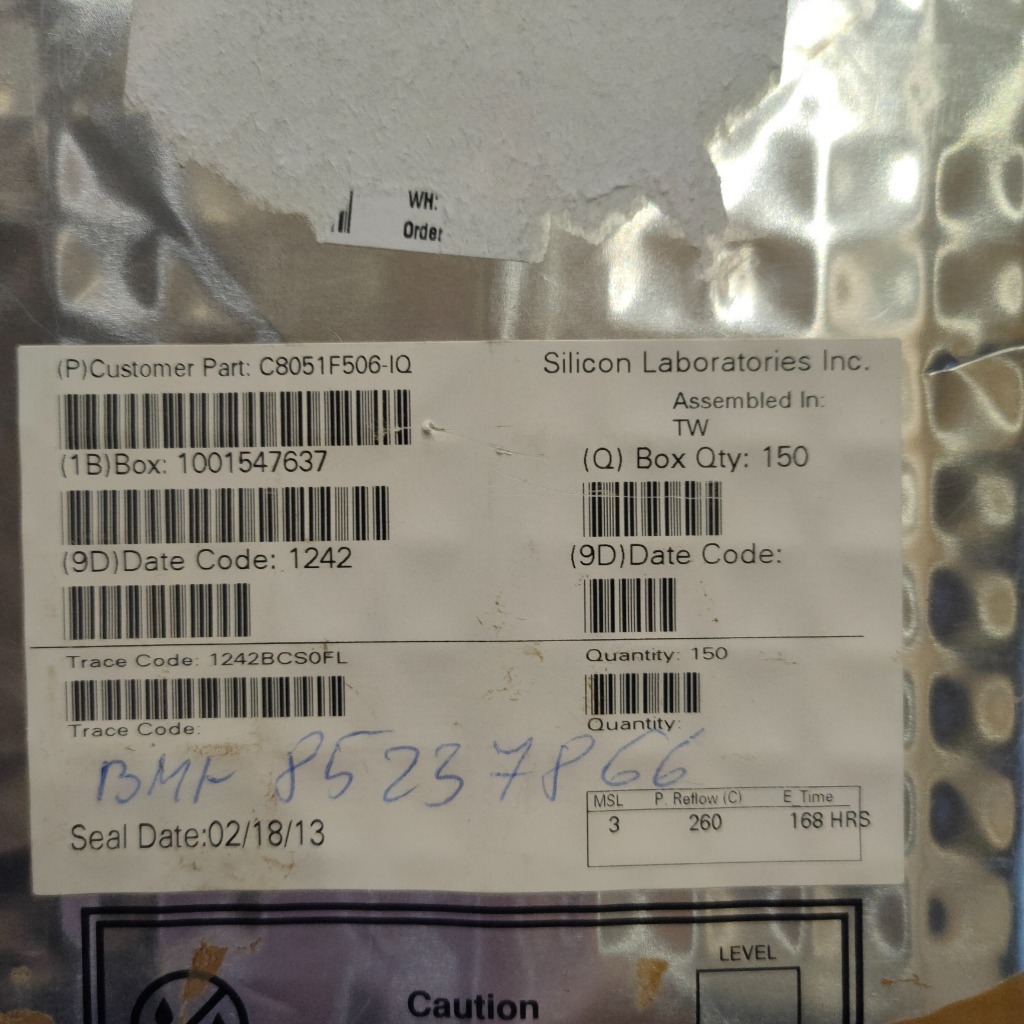 WH:
Order
(P)Customer Part: C8051F506-IQ
Silicon Laboratories Inc.
Assembled In:
TW
(1B)Box: 1001547637
(Q) Box Qty: 150
(9D)Date Code: 1242
(9D)Date Code:
Trace Code: 1242BCS0FL
Quantity: 150
Trace Code:
Quantity:
85237866
MSL P. Reflow (C) E_Time
3 260 168 HRS
Seal Date:02/18/13
LEVEL
Caution